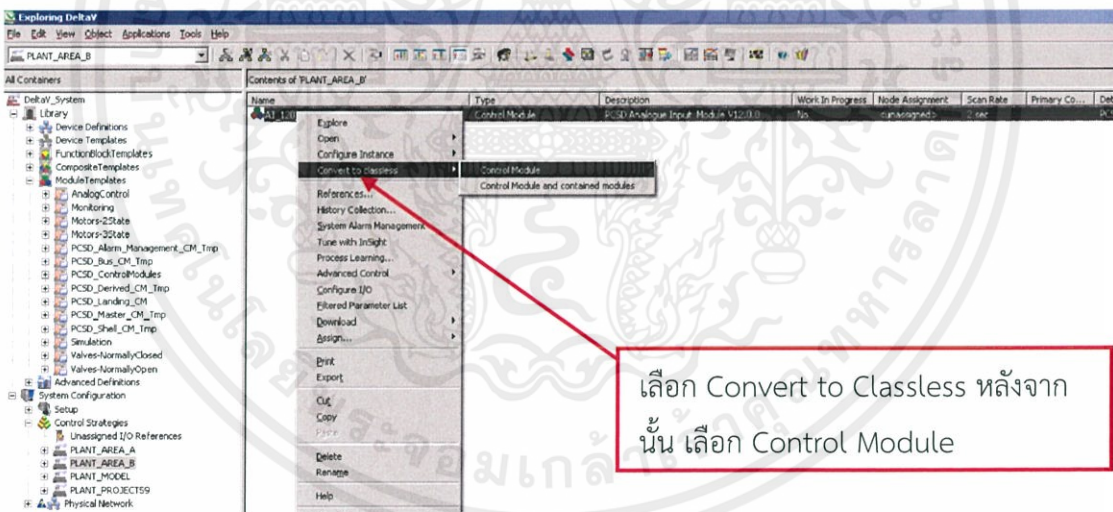 Exploring DeltaV
File Edit View Object Applications Tools Help
PLANT_AREA_B
All Containers
Contents of 'PLANT_AREA_B'
Name Type Description Work In Progress Node Assignment Scan Rate Primary Co...
Control Module PCSD Analogue Input Module V12.0.0 No <unassigned> 2 sec
DeltaV_System
Library
Device Definitions
Device Templates
FunctionBlockTemplates
CompositeTemplates
ModuleTemplates
AnalogControl
Monitoring
Motors-2State
Motors-3State
PCSD_Alarm_Management_CM_Tmp
PCSD_Bus_CM_Tmp
PCSD_ControlModules
PCSD_Derived_CM_Tmp
PCSD_Landing_CM
PCSD_Master_CM_Tmp
PCSD_Shell_CM_Tmp
Simulation
Valves-NormallyClosed
Valves-NormallyOpen
Advanced Definitions
System Configuration
Setup
Control Strategies
Unassigned I/O References
PLANT_AREA_A
PLANT_AREA_B
PLANT_MODEL
PLANT_PROJECT59
Physical Network
Explore
Open
Configure Instance
Convert to classless
References...
History Collection...
System Alarm Management
Tune with InSight
Process Learning...
Advanced Control
Configure I/O
Filtered Parameter List
Download
Assign...
Print
Export
Cut
Copy
Paste
Delete
Rename
Help
Control Module
Control Module and contained modules
เลือก Convert to Classless หลังจาก
นั้น เลือก Control Module